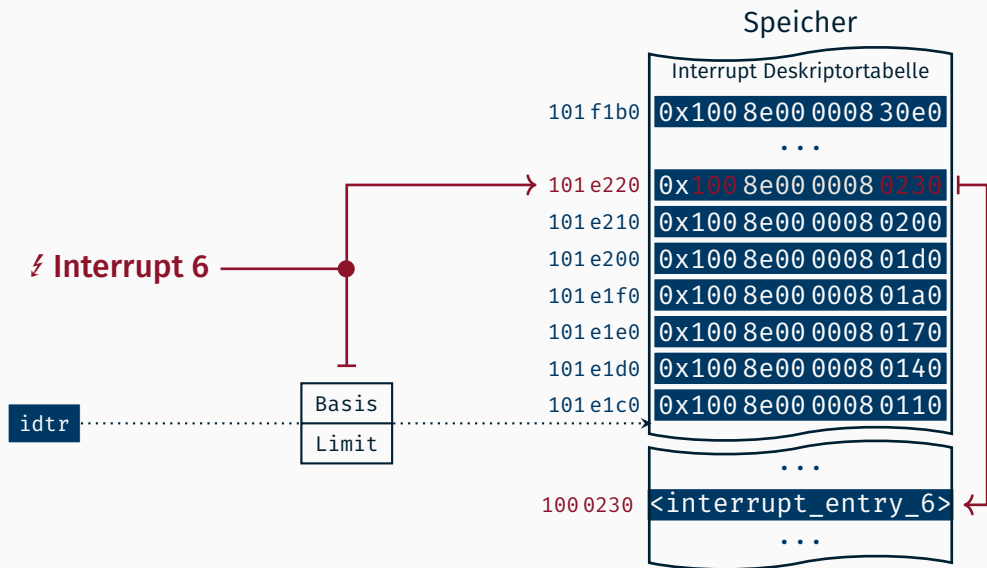 Speicher
Interrupt Deskriptortabelle
101 f1b0 0x100 8e00 0008 30e0
...
101 e220 0x100 8e00 0008 0230
101 e210 0x100 8e00 0008 0200
⚡ Interrupt 6
101 e200 0x100 8e00 0008 01d0
101 e1f0 0x100 8e00 0008 01a0
101 e1e0 0x100 8e00 0008 0170
101 e1d0 0x100 8e00 0008 0140
Basis
101 e1c0 0x100 8e00 0008 0110
idtr
Limit
...
100 0230 <interrupt_entry_6>
...